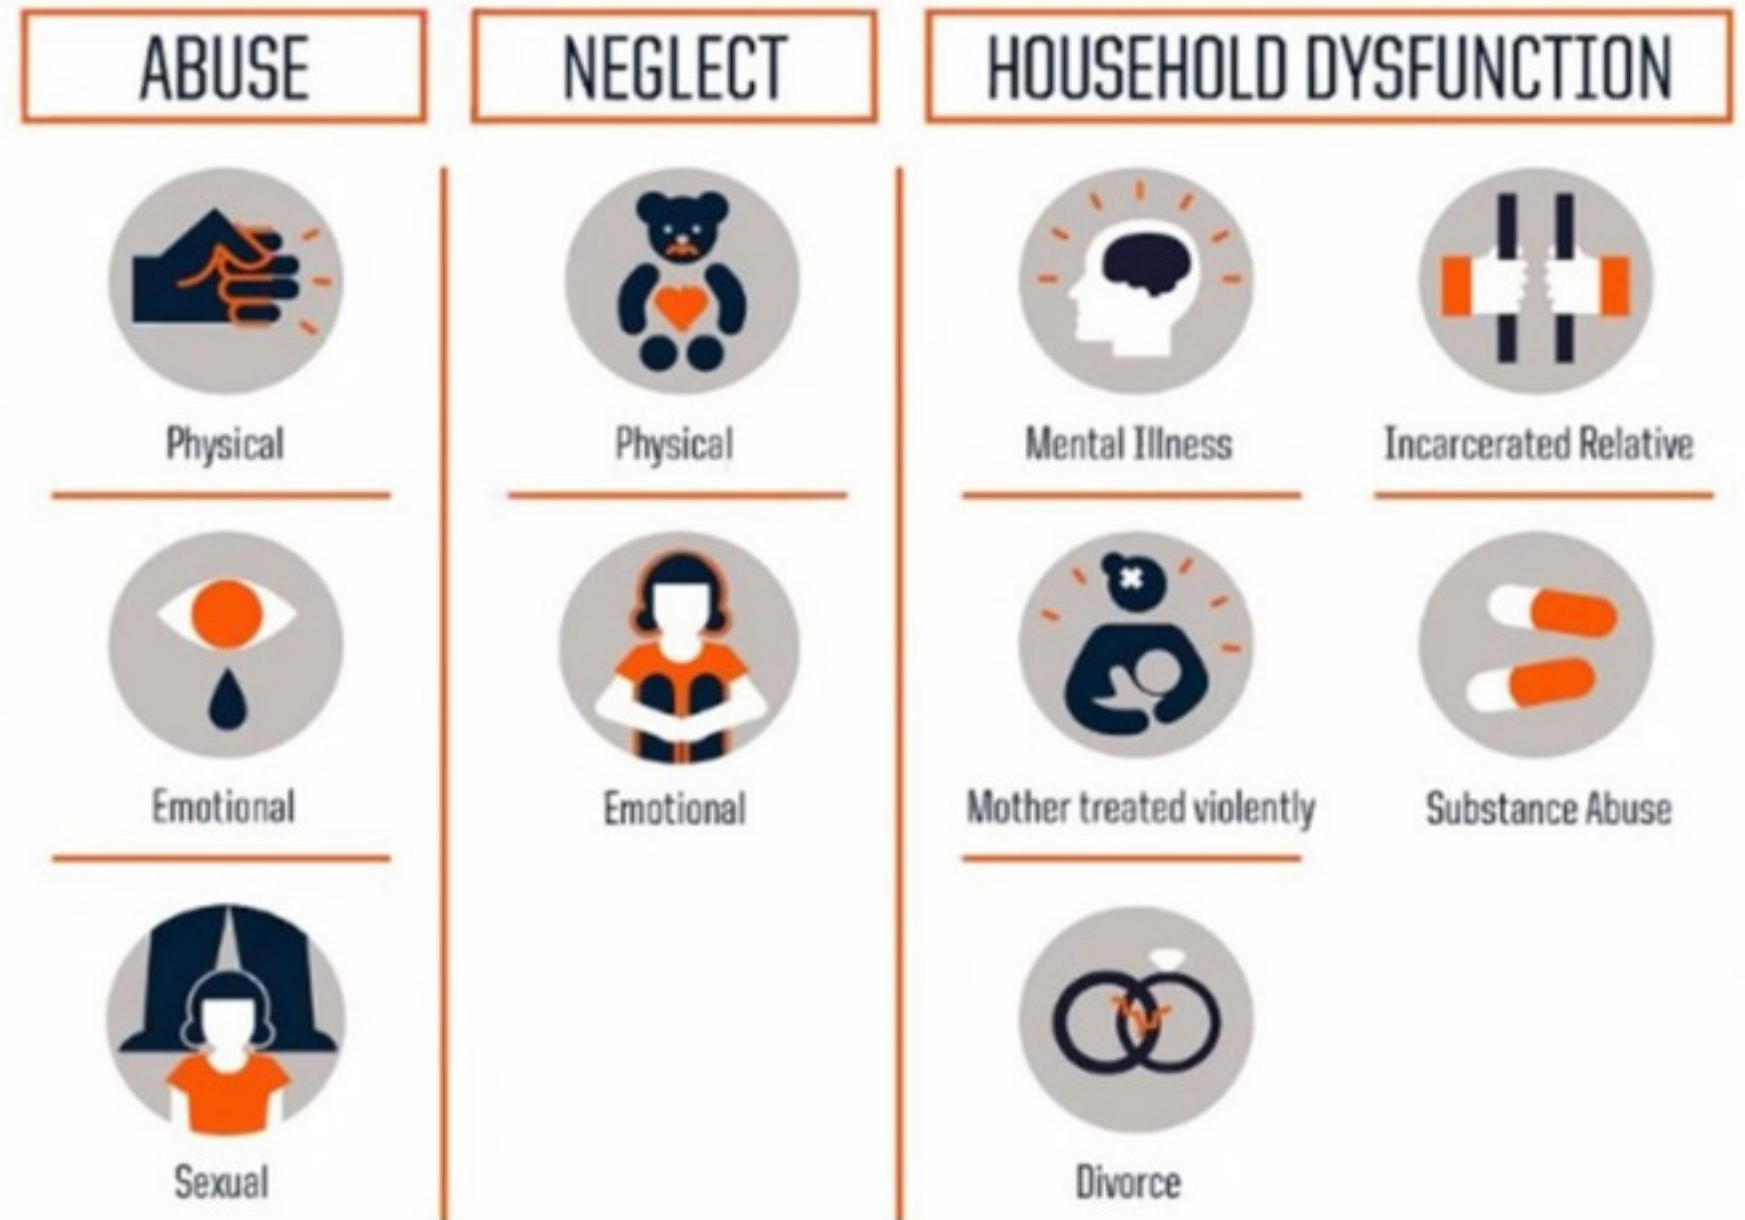 ABUSE
NEGLECT
HOUSEHOLD DYSFUNCTION
Physical
Physical
Mental Illness
Incarcerated Relative
Emotional
Emotional
Mother treated violently
Substance Abuse
Sexual
Divorce